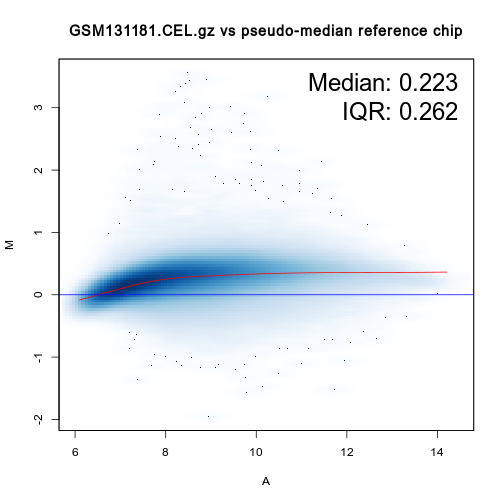 GSM131181.CEL.gz vs pseudo-median reference chip
Median: 0.223
IQR: 0.262
3
2
1
0
-1
-2
M
6 8 10 12 14
A